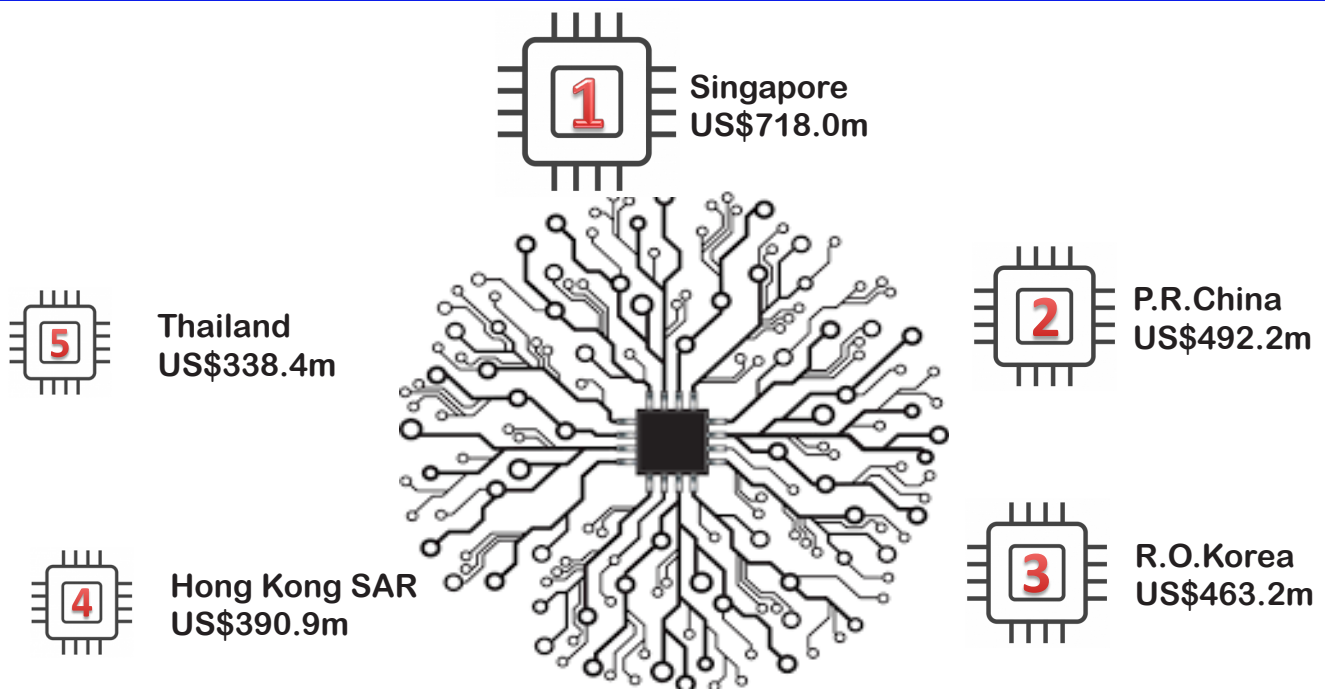 1
Singapore
US$718.0m
2
P.R.China
US$492.2m
3
R.O.Korea
US$463.2m
4
Hong Kong SAR
US$390.9m
5
Thailand
US$338.4m